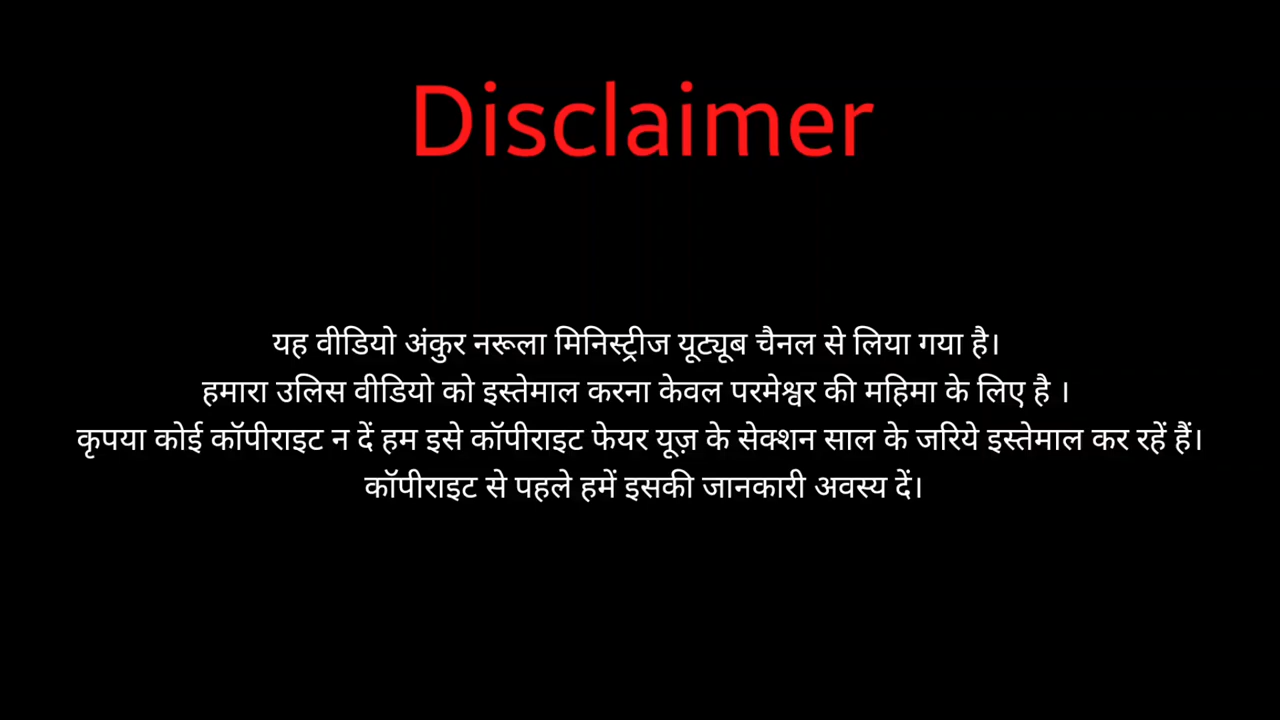 Disclaimer
यह वीडियो अंकुर नरूला मिनिस्ट्रीज यूट्यूब चैनल से लिया गया है।
हमारा उलिस वीडियो को इस्तेमाल करना केवल परमेश्वर की महिमा के लिए है ।
कृपया कोई कॉपीराइट न दें हम इसे कॉपीराइट फेयर यूज़ के सेक्शन साल के जरिये इस्तेमाल कर रहें हैं।
कॉपीराइट से पहले हमें इसकी जानकारी अवस्य दें।